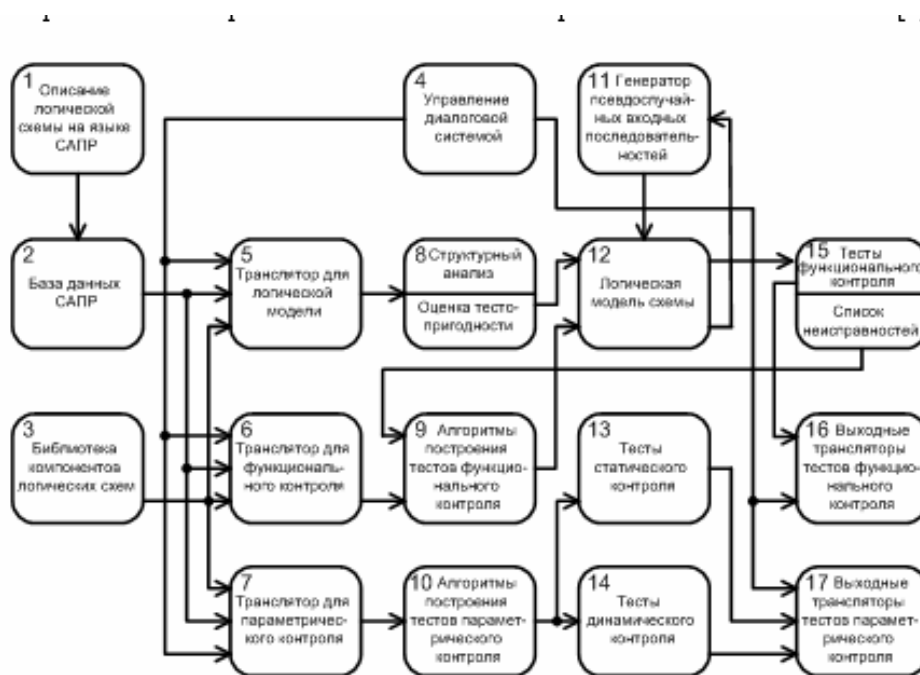 1 Описание
логической
схемы на языке
САПР
4
Управление
диалоговой
системой
11 Генератор
псевдослучай-
ных входных
последователь-
ностей
2
База данных
САПР
5
Транслятор для
логической
модели
8 Структурный
анализ
Оценка тесто-
пригодности
12
Логическая
модель схемы
15 Тесты
функционального
контроля
Список
неисправностей
3
Библиотека
компонентов
логических схем
6
Транслятор для
функциональ-
ного контроля
9 Алгоритмы
построения
тестов функцио-
нального
контроля
13
Тесты
статического
контроля
16 Выходные
трансляторы
тестов функцио-
нального
контроля
7
Транслятор для
параметричес-
кого контроля
10 Алгоритмы
построения
тестов парамет-
рического
контроля
14
Тесты
динамического
контроля
17 Выходные
трансляторы
тестов парамет-
рического
контроля